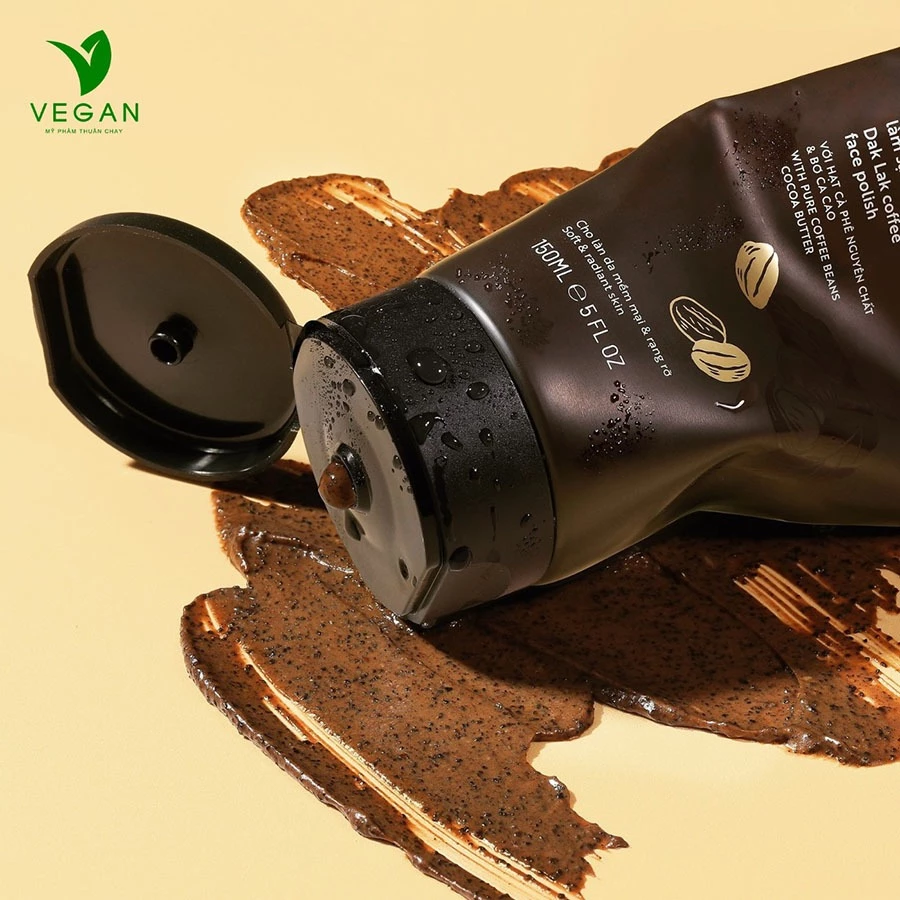 VEGAN
MỸ PHẨM THUẦN CHAY
làm
Dak Lak coffee
face polish
VỚI HẠT CÀ PHÊ NGUYÊN CHẤT
& BƠ CA CAO
WITH PURE COFFEE BEANS
COCOA BUTTER
Cho làn da mềm mại & rạng rỡ
Soft & radiant skin
150ML ℮ 5 FL OZ